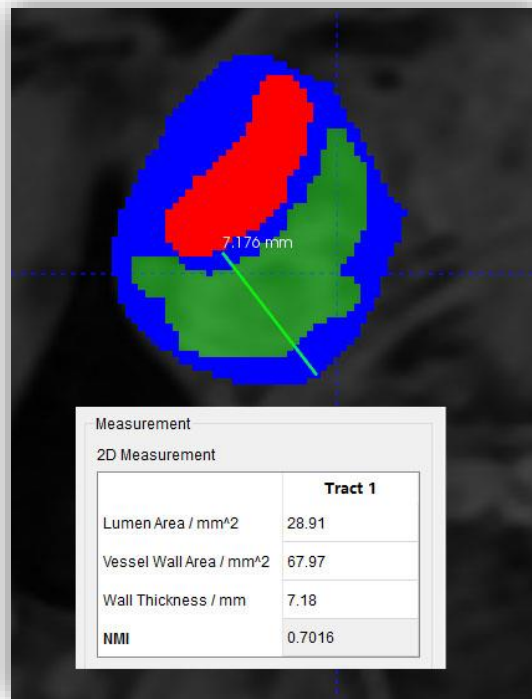 7.176 mm
Measurement
2D Measurement
Tract 1
Lumen Area / mm^2 28.91
Vessel Wall Area / mm^2 67.97
Wall Thickness / mm 7.18
NMI 0.7016